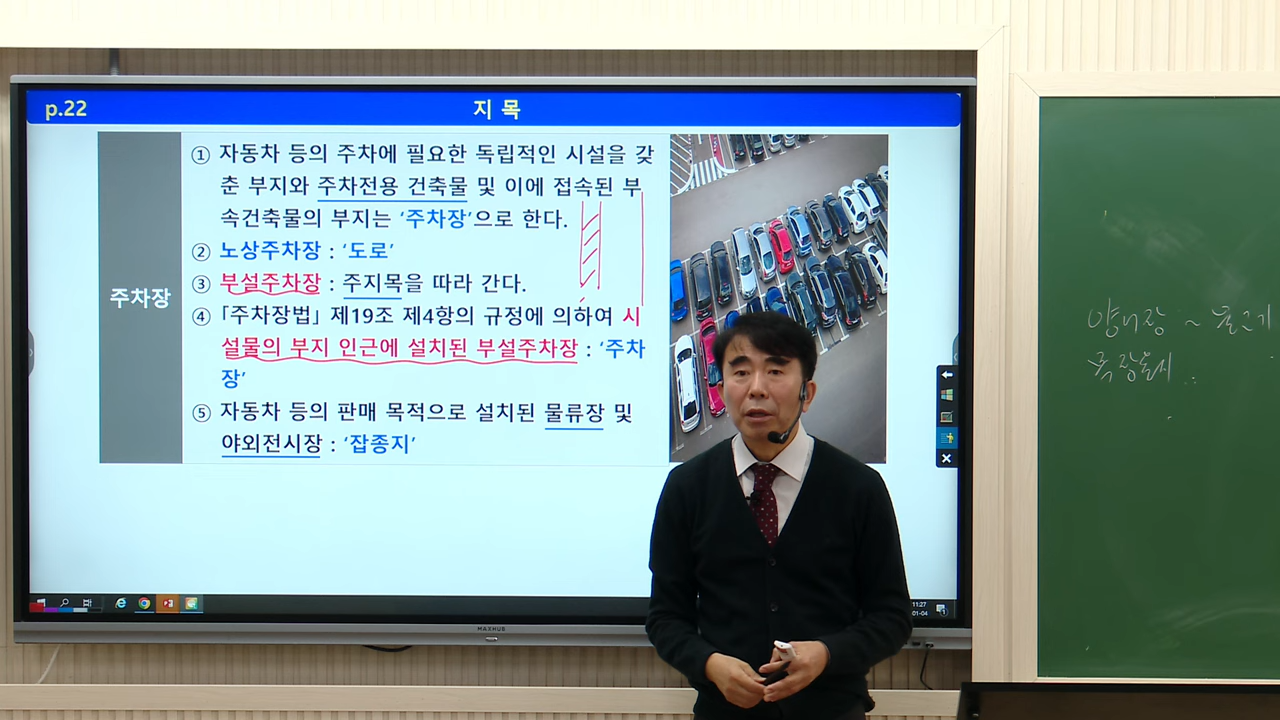 p.22
지 목
주차장
① 자동차 등의 주차에 필요한 독립적인 시설을 갖
춘 부지와 주차전용 건축물 및 이에 접속된 부
속건축물의 부지는 ‘주차장’으로 한다.
② 노상주차장 : ‘도로’
③ 부설주차장 : 주지목을 따라 간다.
④ ｢주차장법｣ 제19조 제4항의 규정에 의하여 시
설물의 부지 인근에 설치된 부설주차장 : ‘주차
장’
⑤ 자동차 등의 판매 목적으로 설치된 물류장 및
야외전시장 : ‘잡종지’
11:27
01-04
MAXHUB